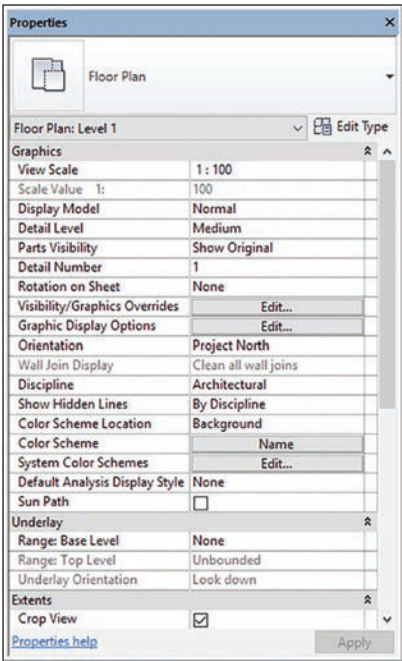 Properties
Floor Plan
Floor Plan: Level 1 Edit Type
Graphics
View Scale 1 : 100
Scale Value 1: 100
Display Model Normal
Detail Level Medium
Parts Visibility Show Original
Detail Number 1
Rotation on Sheet None
Visibility/Graphics Overrides Edit...
Graphic Display Options Edit...
Orientation Project North
Wall Join Display Clean all wall joins
Discipline Architectural
Show Hidden Lines By Discipline
Color Scheme Location Background
Color Scheme Name
System Color Schemes Edit...
Default Analysis Display Style None
Sun Path
Underlay
Range: Base Level None
Range: Top Level Unbounded
Underlay Orientation Look down
Extents
Crop View
Properties help Apply